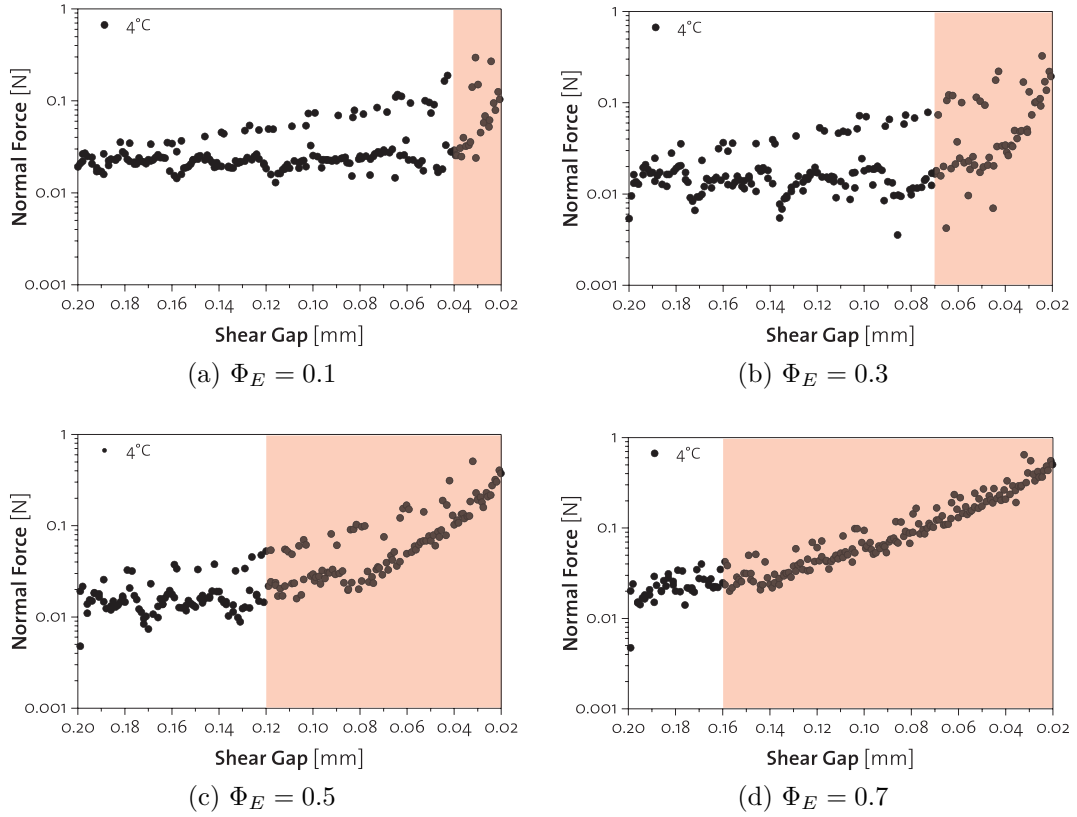 1
4°C
0.1
0.01
0.001
Normal Force [N]
0.20 0.18 0.16 0.14 0.12 0.10 0.08 0.06 0.04 0.02
Shear Gap [mm]
(a) Φ_E = 0.1
1
4°C
0.1
0.01
0.001
Normal Force [N]
0.20 0.18 0.16 0.14 0.12 0.10 0.08 0.06 0.04 0.02
Shear Gap [mm]
(b) Φ_E = 0.3
1
4°C
0.1
0.01
0.001
Normal Force [N]
0.20 0.18 0.16 0.14 0.12 0.10 0.08 0.06 0.04 0.02
Shear Gap [mm]
(c) Φ_E = 0.5
1
4°C
0.1
0.01
0.001
Normal Force [N]
0.20 0.18 0.16 0.14 0.12 0.10 0.08 0.06 0.04 0.02
Shear Gap [mm]
(d) Φ_E = 0.7